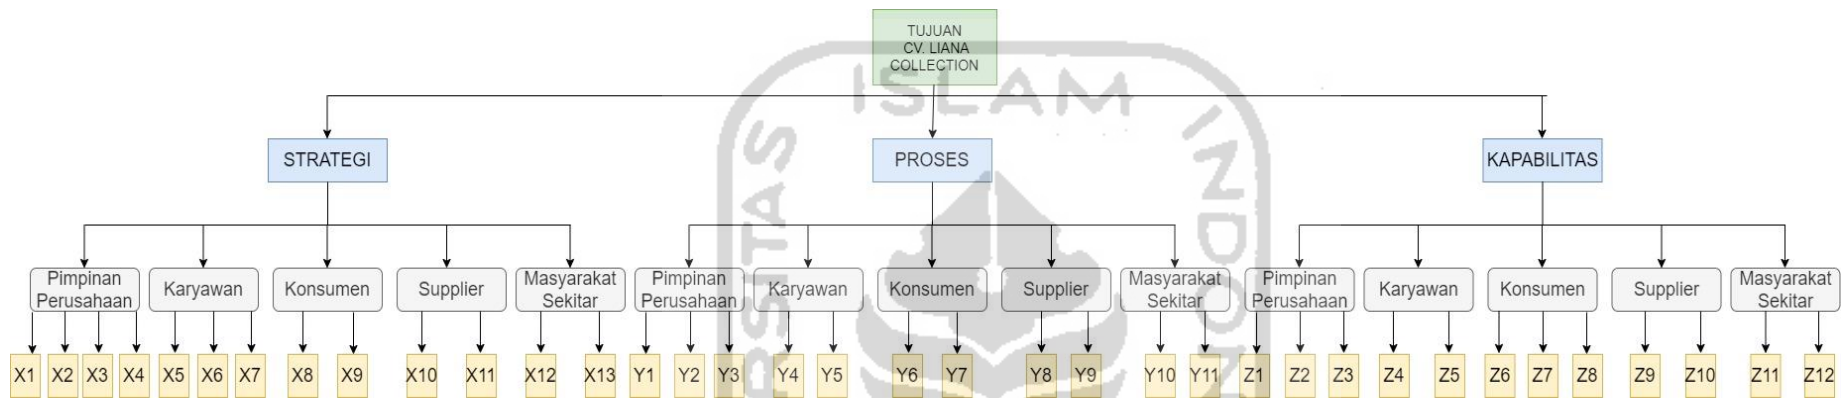 TUJUAN
CV. LIANA
COLLECTION
ISLAM
INDON
RSITAS
STRATEGI
PROSES
KAPABILITAS
Pimpinan
Perusahaan
Karyawan
Konsumen
Supplier
Masyarakat
Sekitar
Pimpinan
Perusahaan
Karyawan
Konsumen
Supplier
Masyarakat
Sekitar
Pimpinan
Perusahaan
Karyawan
Konsumen
Supplier
Masyarakat
Sekitar
X1 X2 X3 X4 X5 X6 X7 X8 X9 X10 X11 X12 X13 Y1 Y2 Y3 Y4 Y5 Y6 Y7 Y8 Y9 Y10 Y11 Z1 Z2 Z3 Z4 Z5 Z6 Z7 Z8 Z9 Z10 Z11 Z12